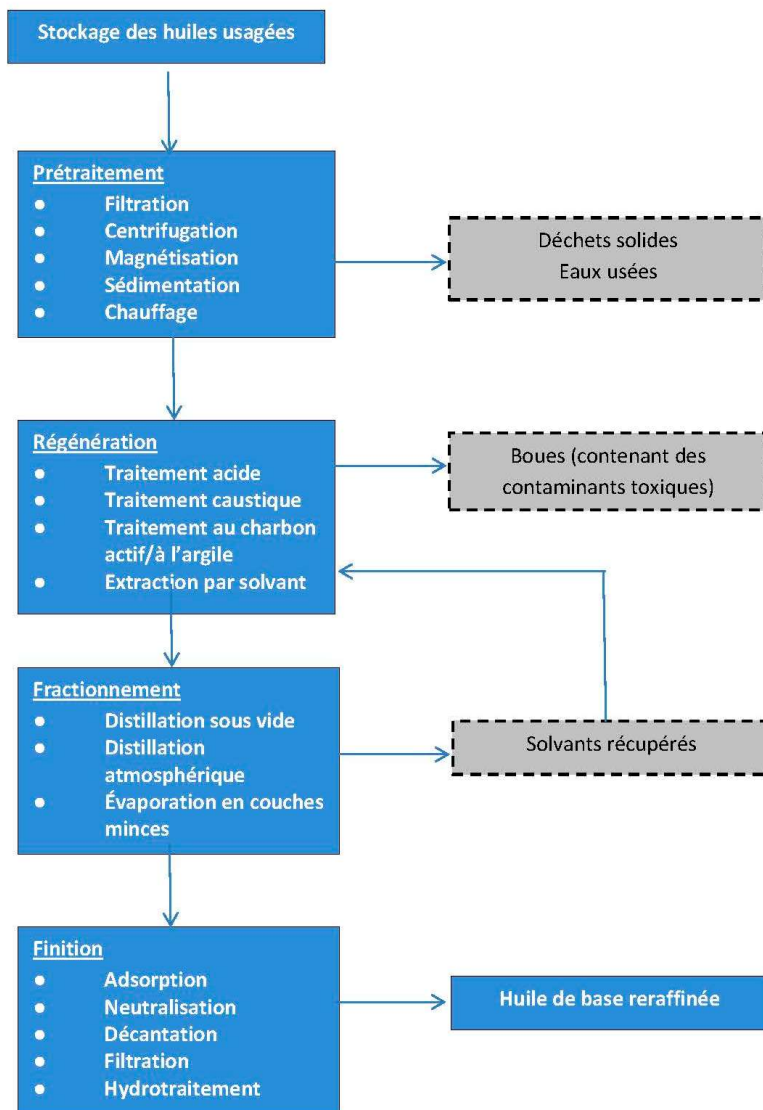 Stockage des huiles usagées
Prétraitement
● Filtration
● Centrifugation
● Magnétisation
● Sédimentation
● Chauffage
Déchets solides
Eaux usées
Régénération
● Traitement acide
● Traitement caustique
● Traitement au charbon
actif/à l’argile
● Extraction par solvant
Boues (contenant des
contaminants toxiques)
Fractionnement
● Distillation sous vide
● Distillation
atmosphérique
● Évaporation en couches
minces
Solvants récupérés
Finition
● Adsorption
● Neutralisation
● Décantation
● Filtration
● Hydrotraitement
Huile de base reraffinée